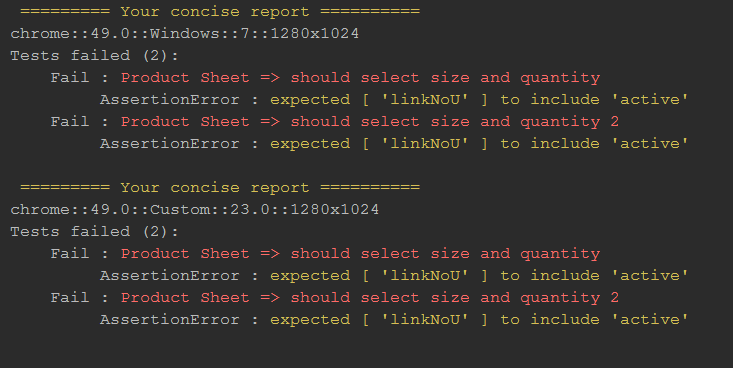 ========= Your concise report ==========
chrome::49.0::Windows::7::1280x1024
Tests failed (2):
Fail : Product Sheet => should select size and quantity
AssertionError : expected [ 'linkNoU' ] to include 'active'
Fail : Product Sheet => should select size and quantity 2
AssertionError : expected [ 'linkNoU' ] to include 'active'
========= Your concise report ==========
chrome::49.0::Custom::23.0::1280x1024
Tests failed (2):
Fail : Product Sheet => should select size and quantity
AssertionError : expected [ 'linkNoU' ] to include 'active'
Fail : Product Sheet => should select size and quantity 2
AssertionError : expected [ 'linkNoU' ] to include 'active'